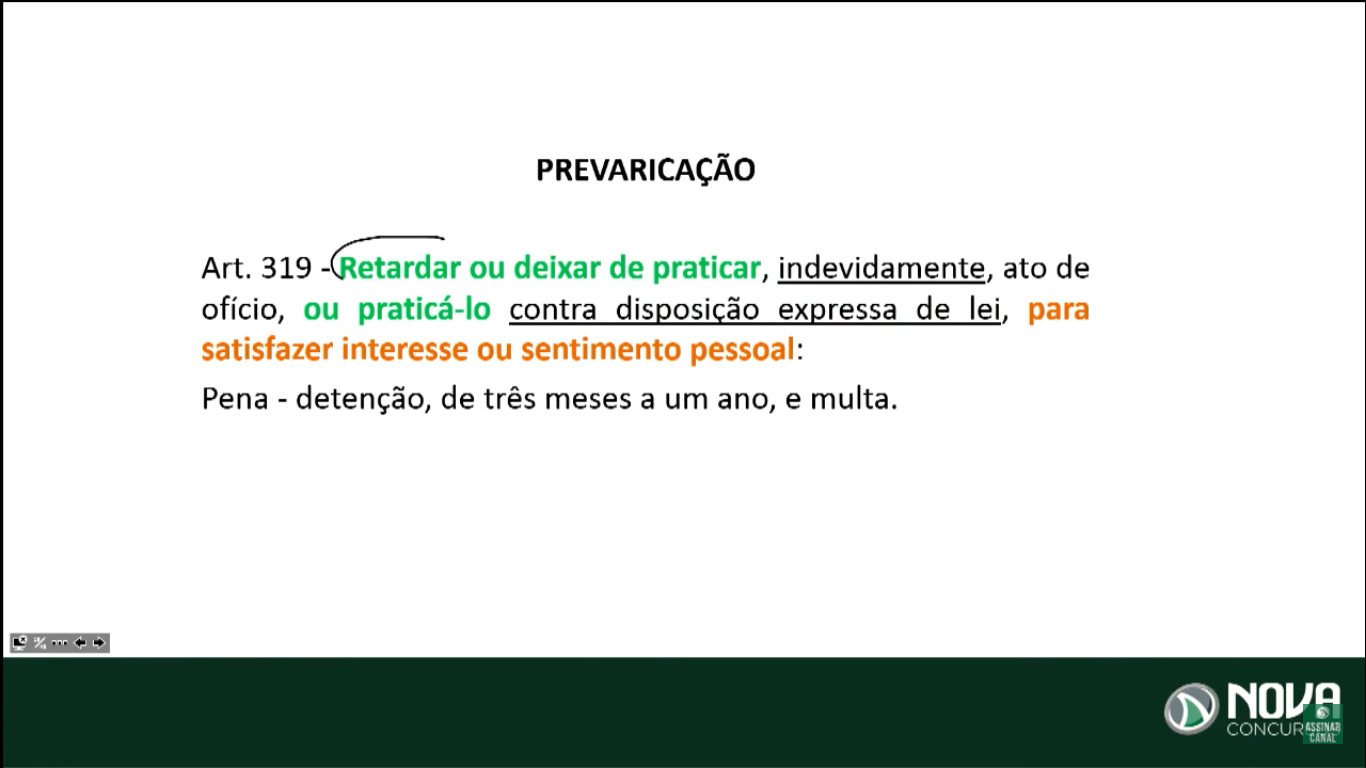 PREVARICAÇÃO
Art. 319 - Retardar ou deixar de praticar, indevidamente, ato de
ofício, ou praticá-lo contra disposição expressa de lei, para
satisfazer interesse ou sentimento pessoal:
Pena - detenção, de três meses a um ano, e multa.
NOVA
ASSINAR
CANAL